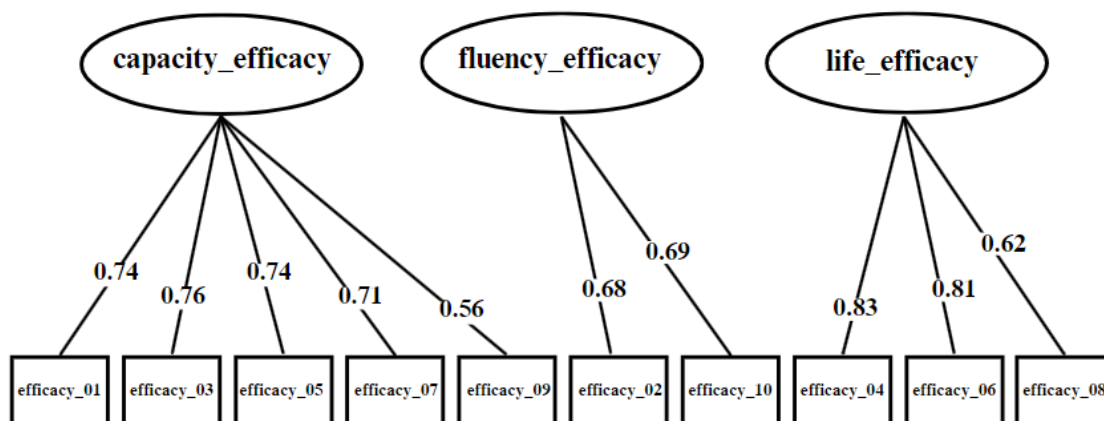 capacity_efficacy fluency_efficacy life_efficacy
0.74 0.76 0.74 0.71 0.56 0.68 0.69 0.83 0.81 0.62
efficacy_01 efficacy_03 efficacy_05 efficacy_07 efficacy_09 efficacy_02 efficacy_10 efficacy_04 efficacy_06 efficacy_08